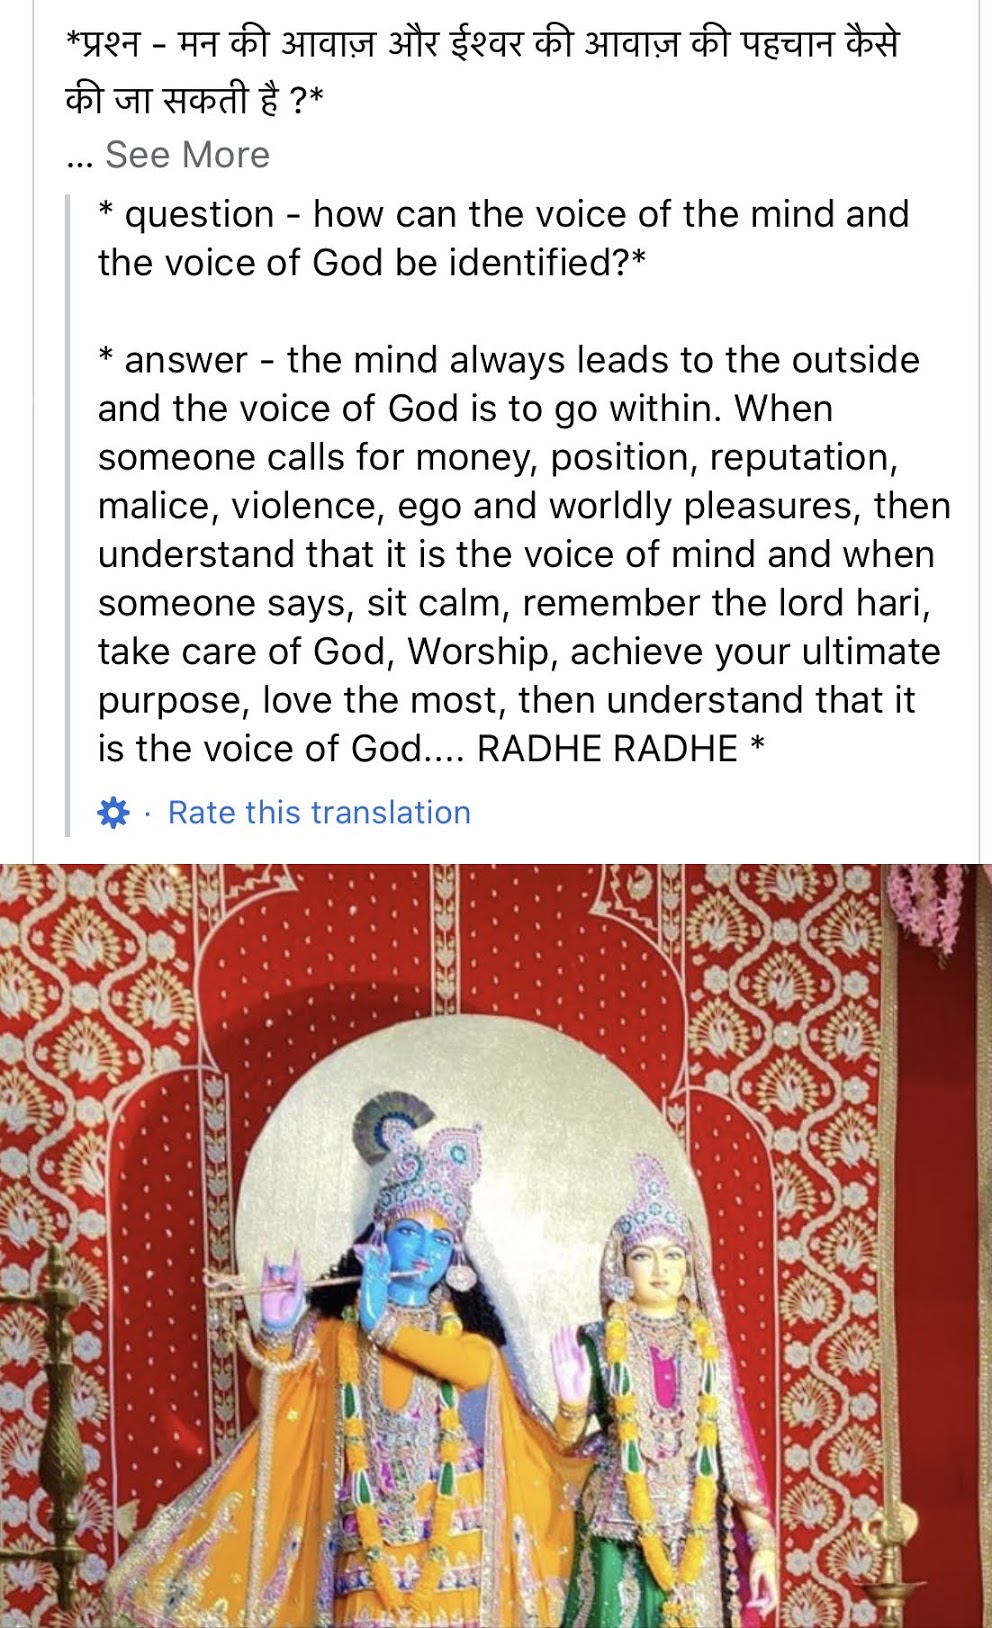 *प्रश्न - मन की आवाज़ और ईश्वर की आवाज़ की पहचान कैसे
की जा सकती है ?*
... See More
* question - how can the voice of the mind and
the voice of God be identified?*
* answer - the mind always leads to the outside
and the voice of God is to go within. When
someone calls for money, position, reputation,
malice, violence, ego and worldly pleasures, then
understand that it is the voice of mind and when
someone says, sit calm, remember the lord hari,
take care of God, Worship, achieve your ultimate
purpose, love the most, then understand that it
is the voice of God.... RADHE RADHE *
· Rate this translation